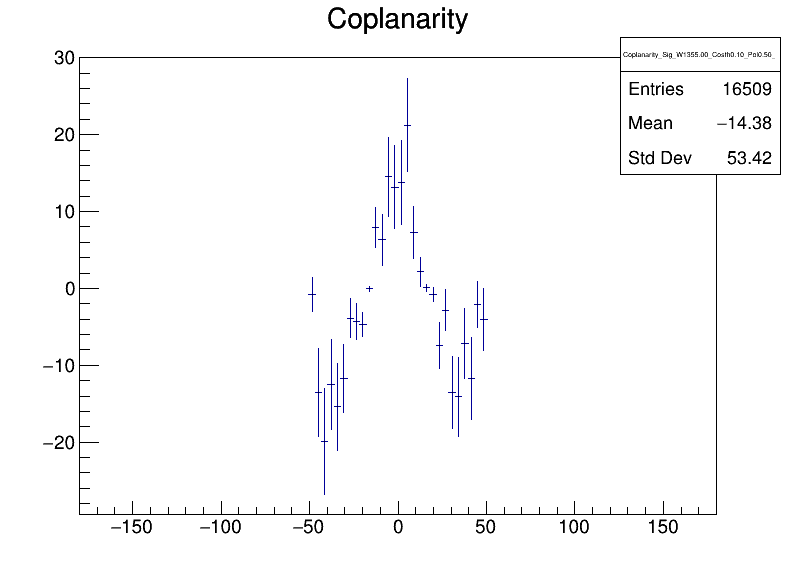 Coplanarity
Coplanarity_Sig_W1355.00_Costh0.10_Pol0.50_
Entries 16509
Mean −14.38
Std Dev 53.42
30
20
10
0
−10
−20
−150 −100 −50 0 50 100 150